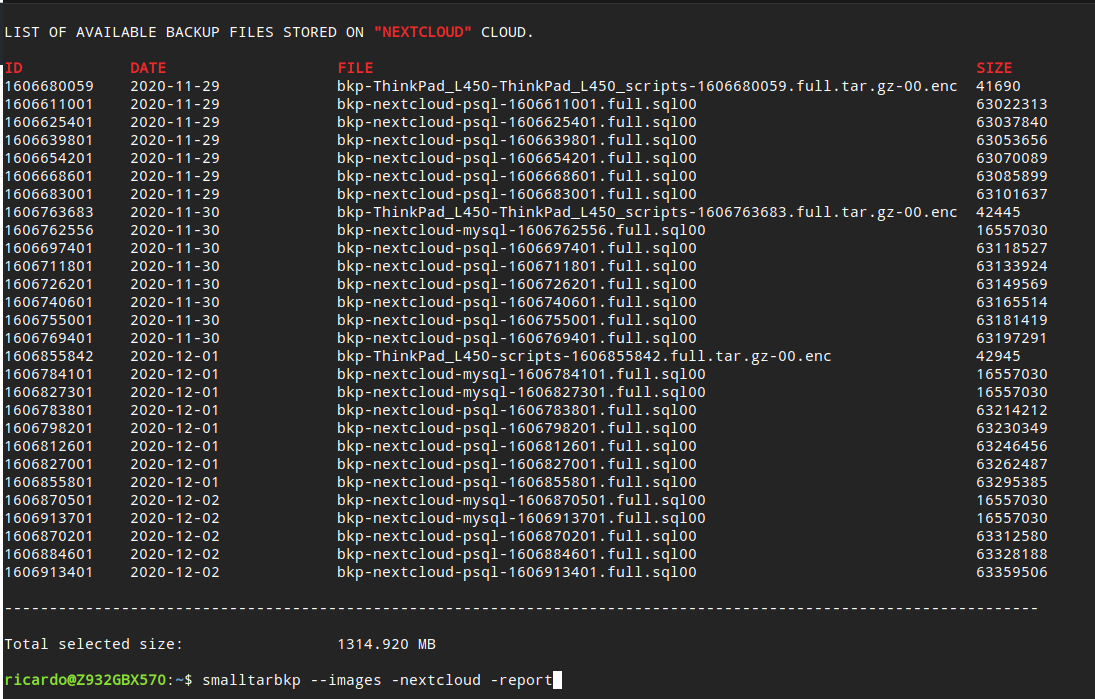 LIST OF AVAILABLE BACKUP FILES STORED ON "NEXTCLOUD" CLOUD.
ID DATE FILE SIZE
1606680059 2020-11-29 bkp-ThinkPad_L450-ThinkPad_L450_scripts-1606680059.full.tar.gz-00.enc 41690
1606611001 2020-11-29 bkp-nextcloud-psql-1606611001.full.sql00 63022313
1606625401 2020-11-29 bkp-nextcloud-psql-1606625401.full.sql00 63037840
1606639801 2020-11-29 bkp-nextcloud-psql-1606639801.full.sql00 63053656
1606654201 2020-11-29 bkp-nextcloud-psql-1606654201.full.sql00 63070089
1606668601 2020-11-29 bkp-nextcloud-psql-1606668601.full.sql00 63085899
1606683001 2020-11-29 bkp-nextcloud-psql-1606683001.full.sql00 63101637
1606763683 2020-11-30 bkp-ThinkPad_L450-ThinkPad_L450_scripts-1606763683.full.tar.gz-00.enc 42445
1606762556 2020-11-30 bkp-nextcloud-mysql-1606762556.full.sql00 16557030
1606697401 2020-11-30 bkp-nextcloud-psql-1606697401.full.sql00 63118527
1606711801 2020-11-30 bkp-nextcloud-psql-1606711801.full.sql00 63133924
1606726201 2020-11-30 bkp-nextcloud-psql-1606726201.full.sql00 63149569
1606740601 2020-11-30 bkp-nextcloud-psql-1606740601.full.sql00 63165514
1606755001 2020-11-30 bkp-nextcloud-psql-1606755001.full.sql00 63181419
1606769401 2020-11-30 bkp-nextcloud-psql-1606769401.full.sql00 63197291
1606855842 2020-12-01 bkp-ThinkPad_L450-scripts-1606855842.full.tar.gz-00.enc 42945
1606784101 2020-12-01 bkp-nextcloud-mysql-1606784101.full.sql00 16557030
1606827301 2020-12-01 bkp-nextcloud-mysql-1606827301.full.sql00 16557030
1606783801 2020-12-01 bkp-nextcloud-psql-1606783801.full.sql00 63214212
1606798201 2020-12-01 bkp-nextcloud-psql-1606798201.full.sql00 63230349
1606812601 2020-12-01 bkp-nextcloud-psql-1606812601.full.sql00 63246456
1606827001 2020-12-01 bkp-nextcloud-psql-1606827001.full.sql00 63262487
1606855801 2020-12-01 bkp-nextcloud-psql-1606855801.full.sql00 63295385
1606870501 2020-12-02 bkp-nextcloud-mysql-1606870501.full.sql00 16557030
1606913701 2020-12-02 bkp-nextcloud-mysql-1606913701.full.sql00 16557030
1606870201 2020-12-02 bkp-nextcloud-psql-1606870201.full.sql00 63312580
1606884601 2020-12-02 bkp-nextcloud-psql-1606884601.full.sql00 63328188
1606913401 2020-12-02 bkp-nextcloud-psql-1606913401.full.sql00 63359506
-------------------------------------------------------------------------------------------------------------------
Total selected size: 1314.920 MB
ricardo@Z932GBX570:~$ smalltarbkp --images -nextcloud -report